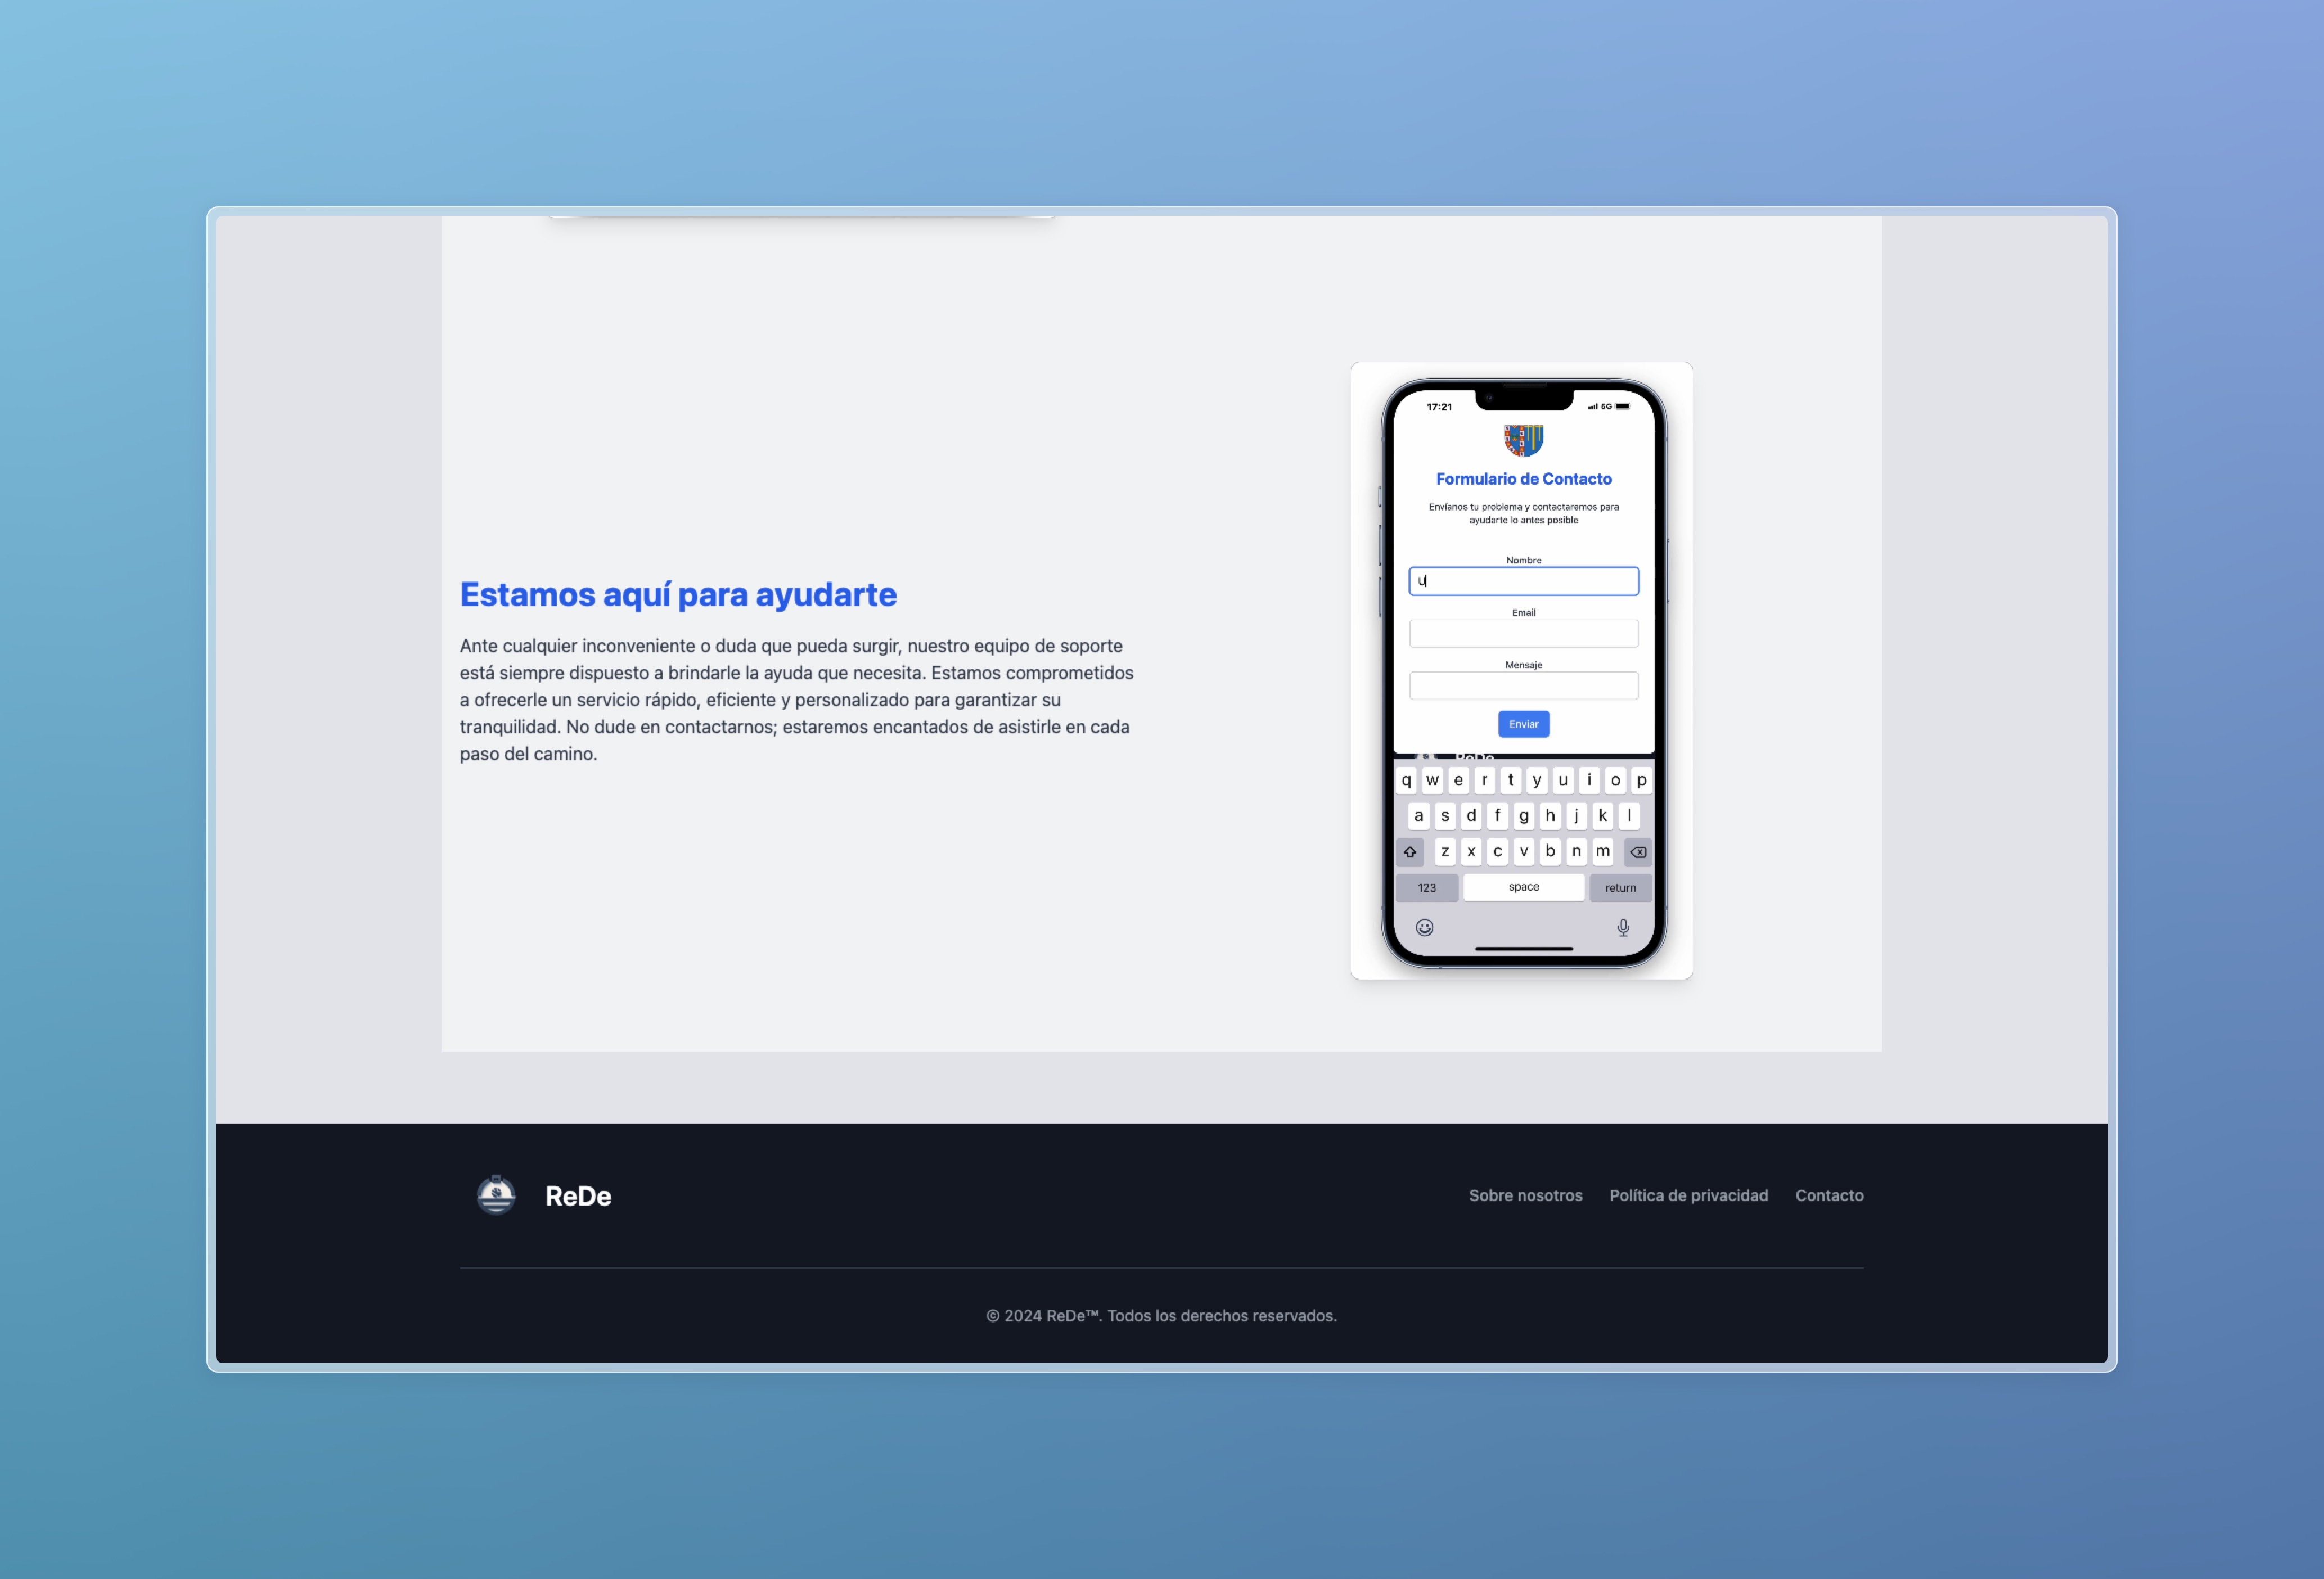 Estamos aquí para ayudarte
Ante cualquier inconveniente o duda que pueda surgir, nuestro equipo de soporte
está siempre dispuesto a brindarle la ayuda que necesita. Estamos comprometidos
a ofrecerle un servicio rápido, eficiente y personalizado para garantizar su
tranquilidad. No dude en contactarnos; estaremos encantados de asistirle en cada
paso del camino.
17:21
5G
Formulario de Contacto
Envíanos tu problema y contactaremos para
ayudarte lo antes posible
Nombre
u
Email
Mensaje
Enviar
ReDe
q w e r t y u i o p
a s d f g h j k l
z x c v b n m
123 space return
ReDe
Sobre nosotros Política de privacidad Contacto
© 2024 ReDe™. Todos los derechos reservados.